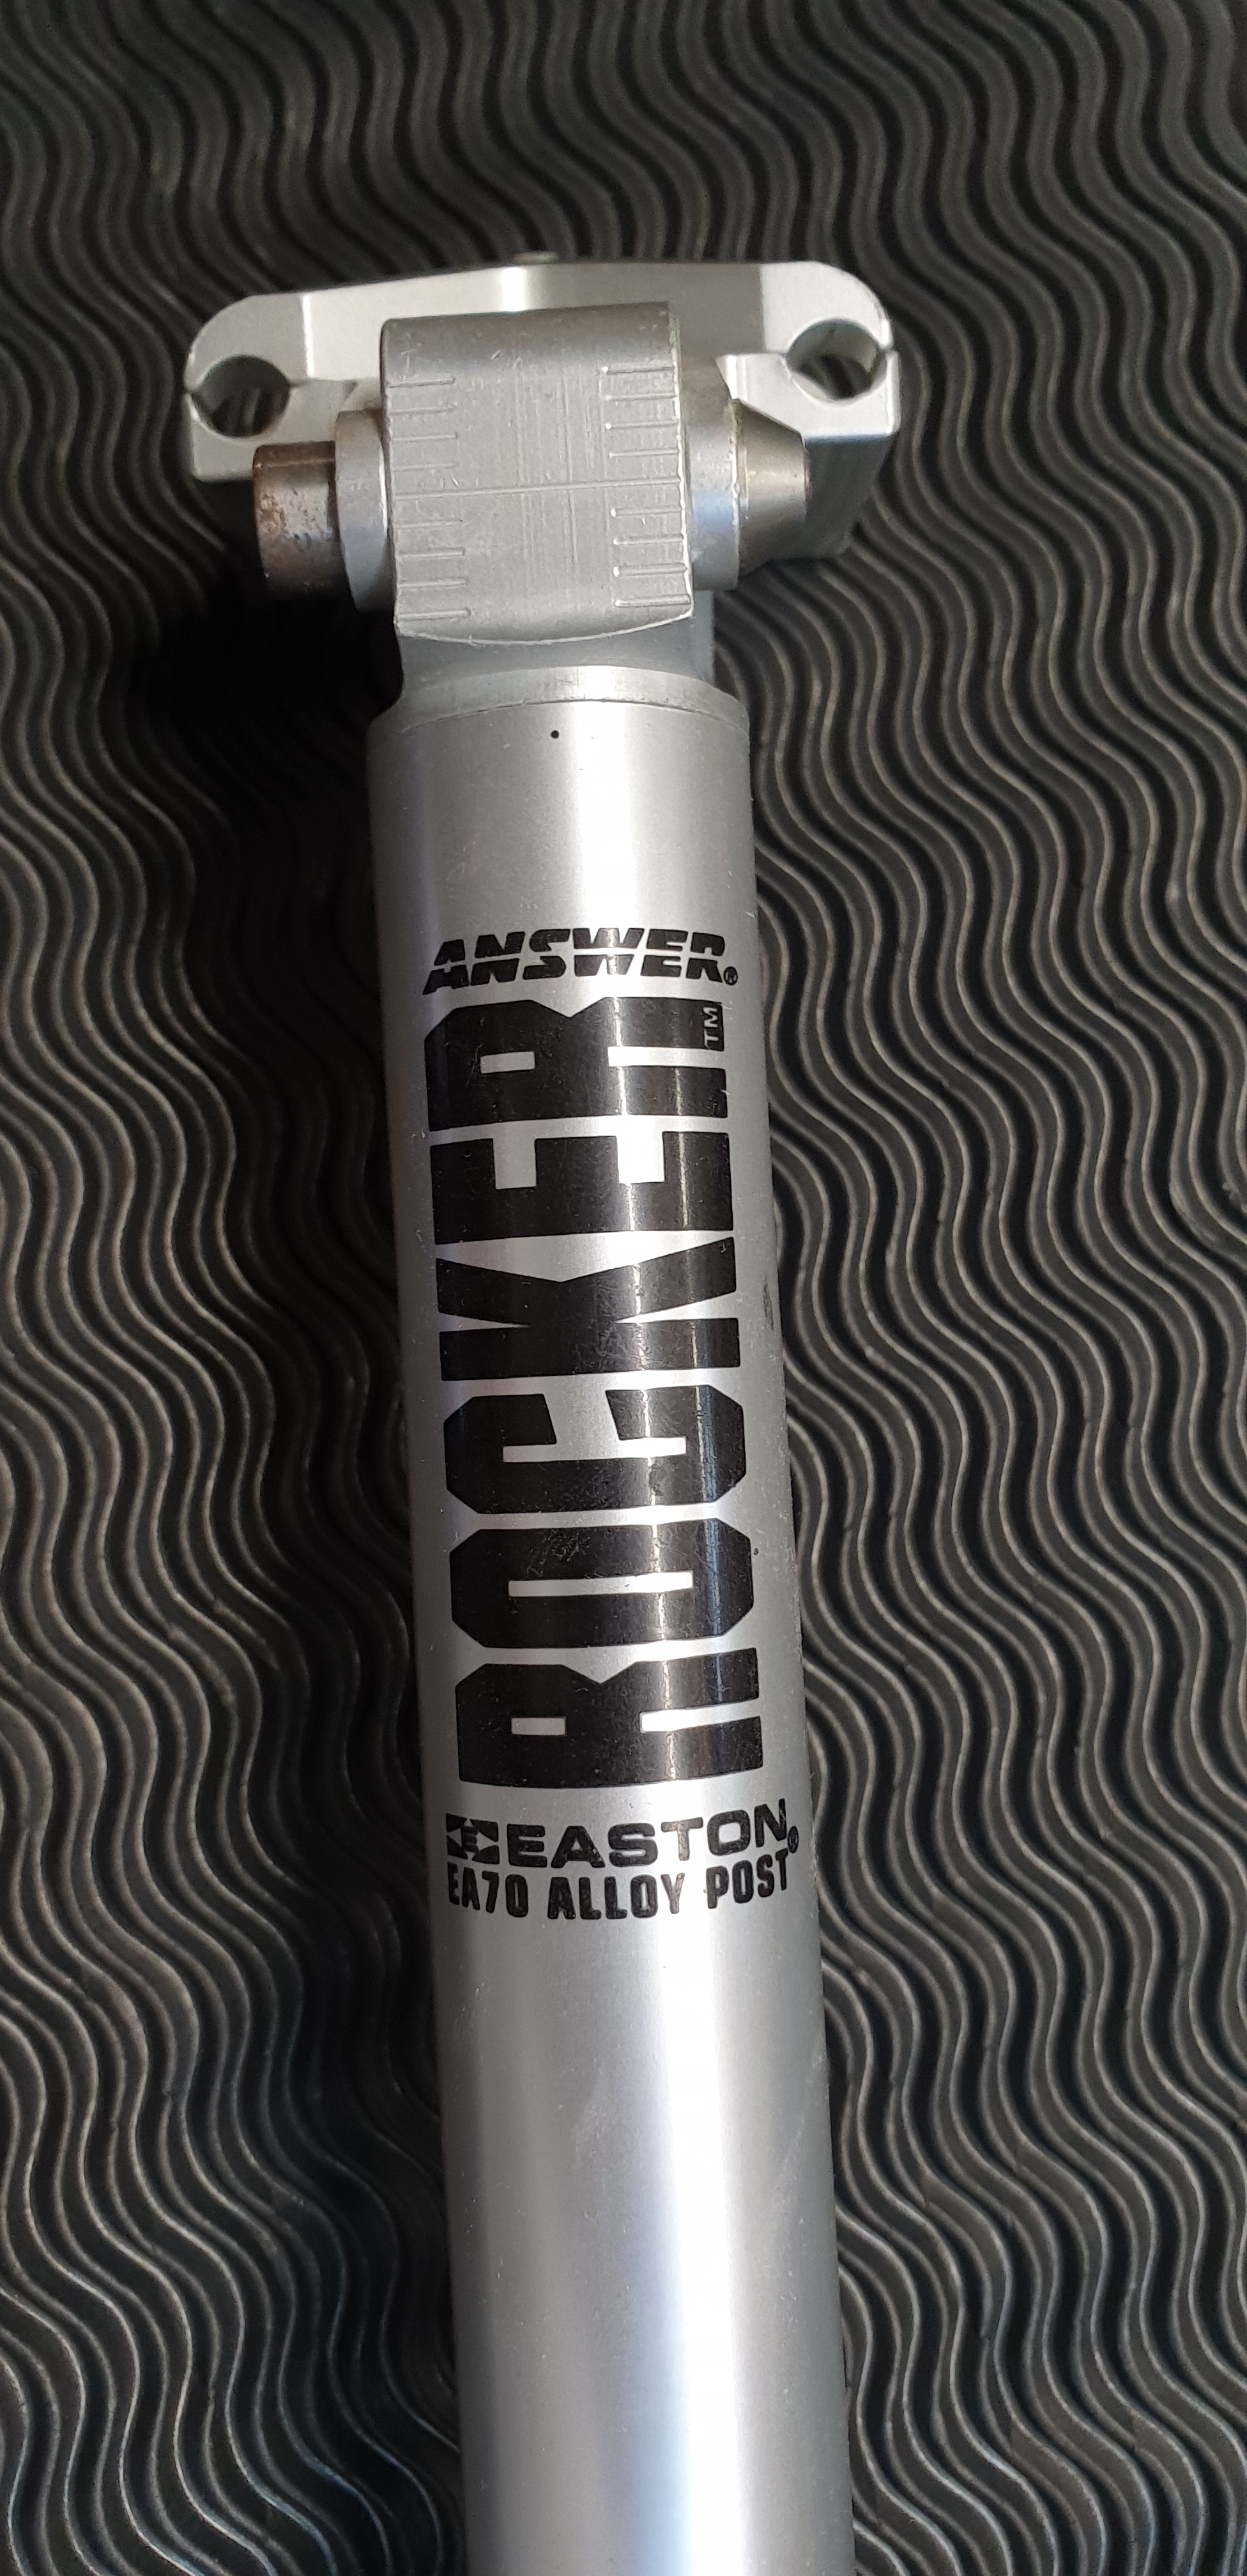 ANSWER®
ROCKER™
E EASTON®
EA70 ALLOY POST